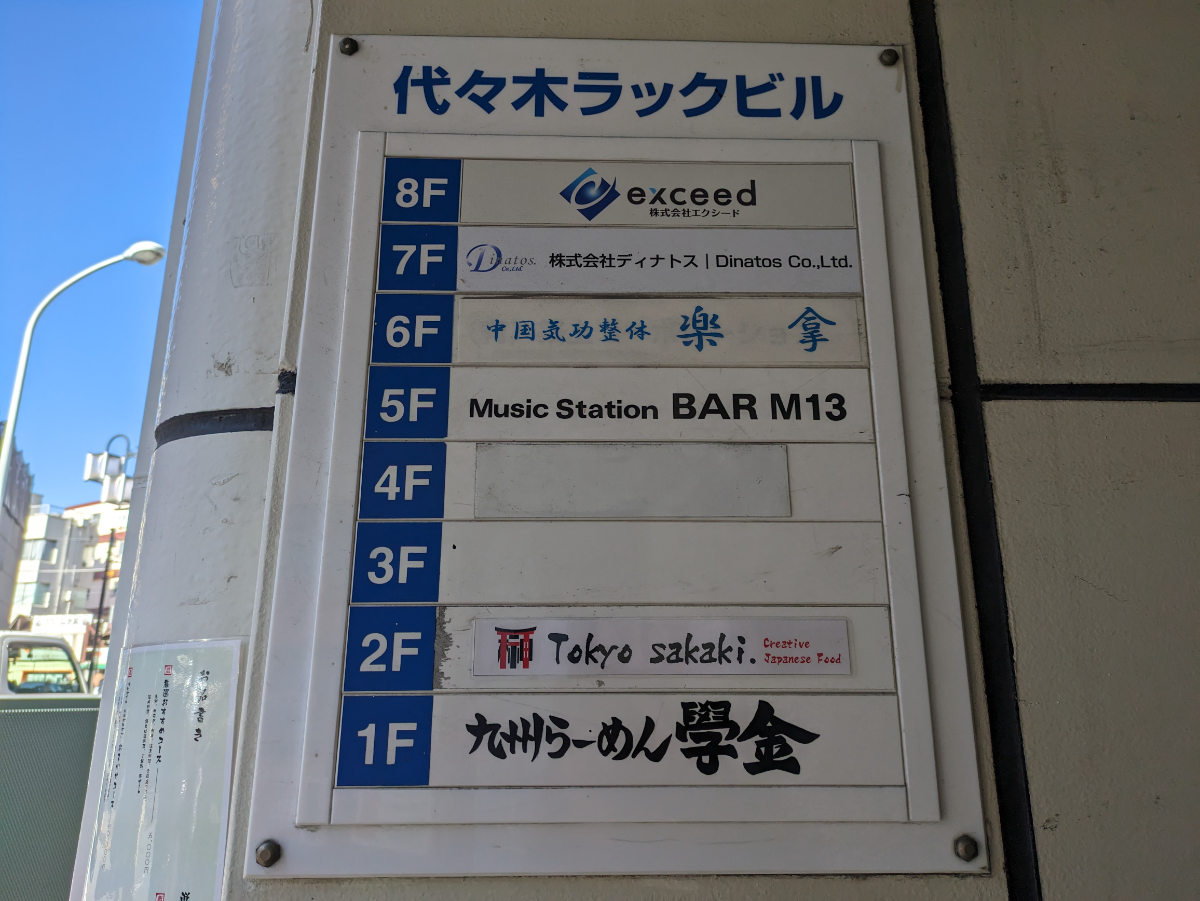 代々木ラックビル
8F exceed
株式会社エクシード
7F Dinatos. Co.,Ltd. 株式会社ディナトス | Dinatos Co.,Ltd.
6F 中国気功整体 楽 拿
5F Music Station BAR M13
4F
3F
2F Tokyo sakaki. Creative
Japanese Food
1F 九州らーめん 學金